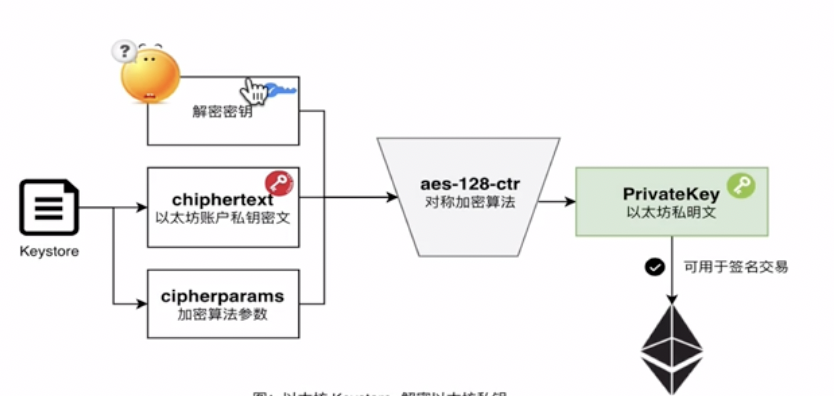 ?
解密密钥
chiphertext
以太坊账户私钥密文
Keystore
cipherparams
加密算法参数
aes-128-ctr
对称加密算法
PrivateKey
以太坊私明文
可用于签名交易